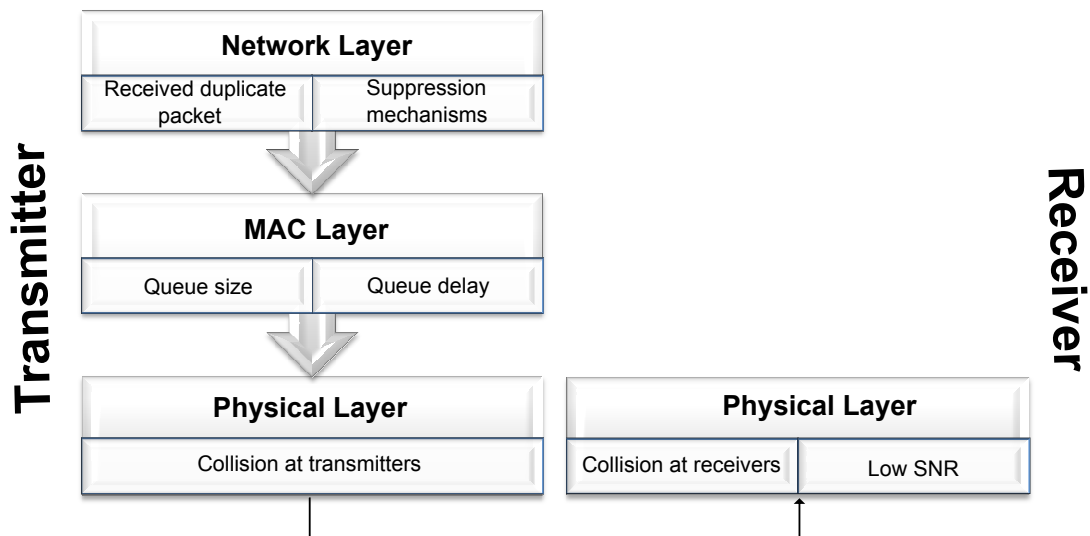 Transmitter
Network Layer
Received duplicate
packet
Suppression
mechanisms
MAC Layer
Queue size
Queue delay
Physical Layer
Collision at transmitters
Physical Layer
Collision at receivers
Low SNR
Receiver